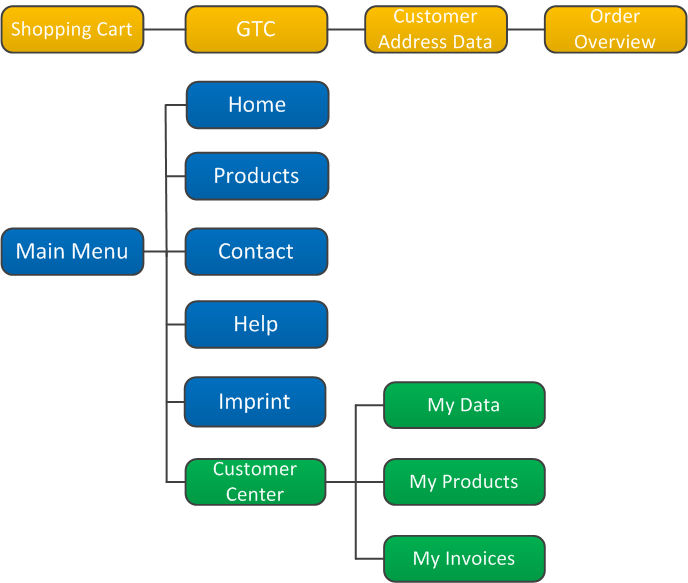 Shopping Cart
GTC
Customer
Address Data
Order
Overview
Home
Products
Main Menu
Contact
Help
Imprint
My Data
Customer
Center
My Products
My Invoices